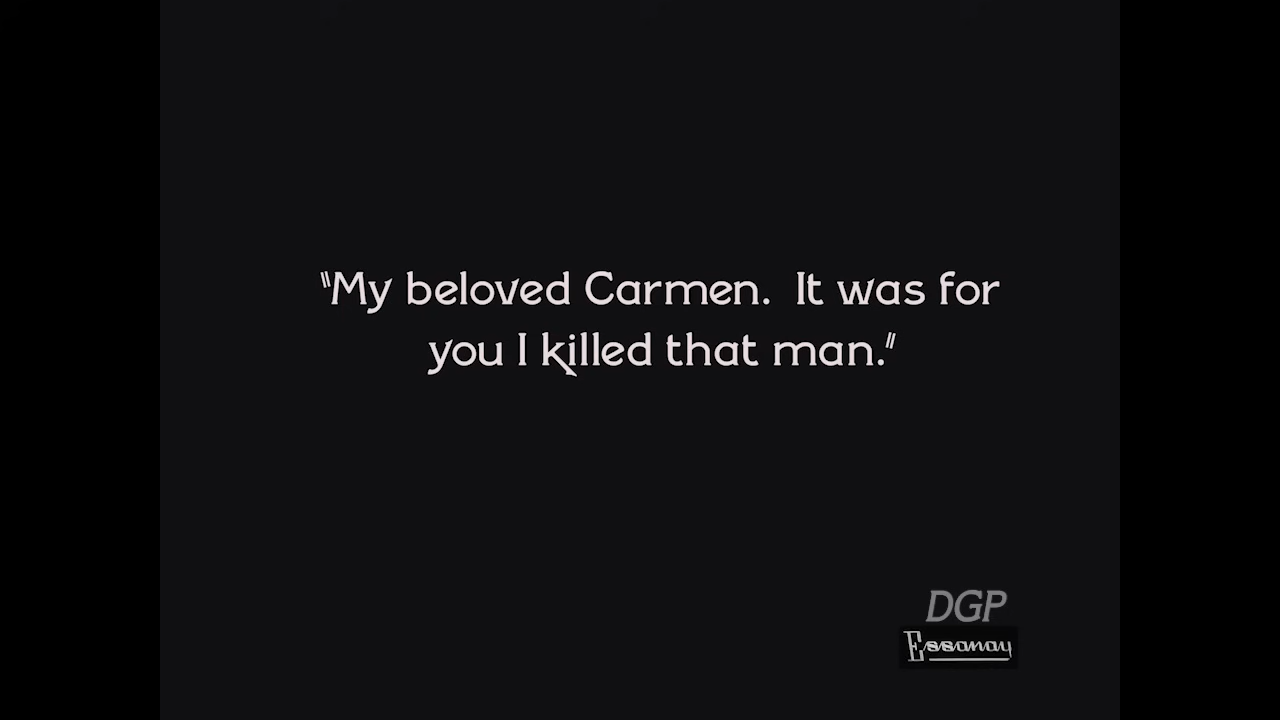 "My beloved Carmen. It was for
you I killed that man."
DGP
Essanay